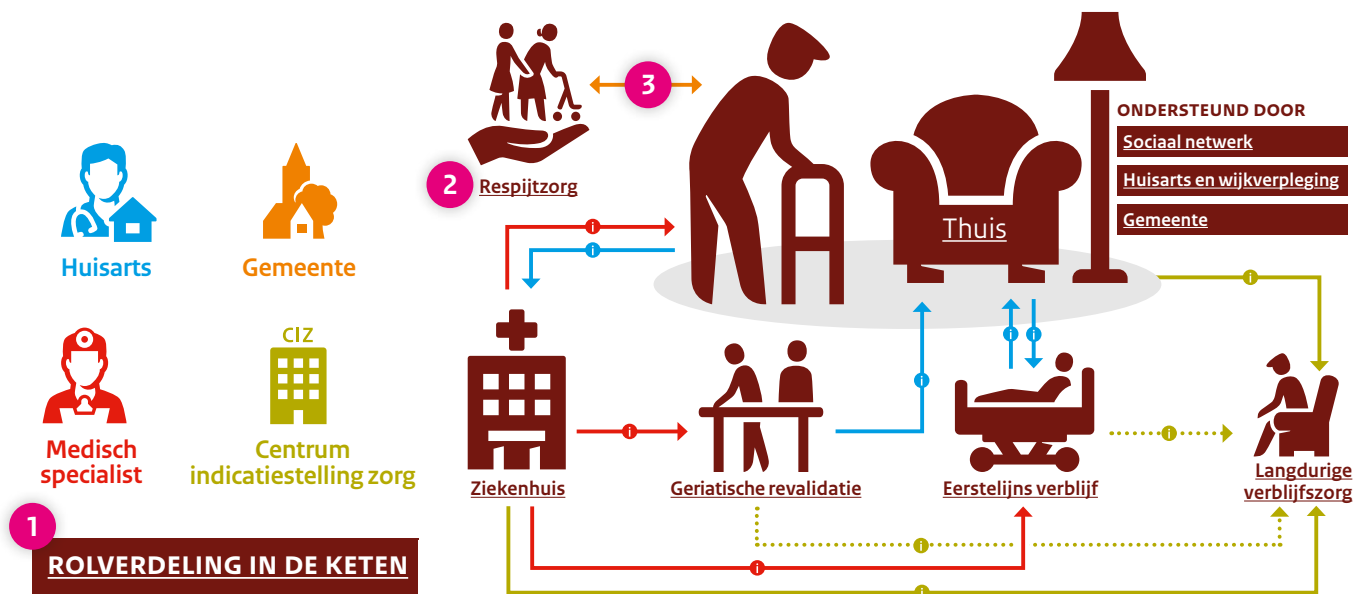 3
ONDERSTEUND DOOR
Sociaal netwerk
Huisarts en wijkverpleging
Gemeente
2
Respijtzorg
Thuis
i
i
i
i
i
i
Huisarts
Gemeente
CIZ
Medisch
specialist
Centrum
indicatiestelling zorg
i
i
Ziekenhuis
Geriatische revalidatie
Eerstelijns verblijf
Langdurige
verblijfszorg
1
ROLVERDELING IN DE KETEN
i
i
i